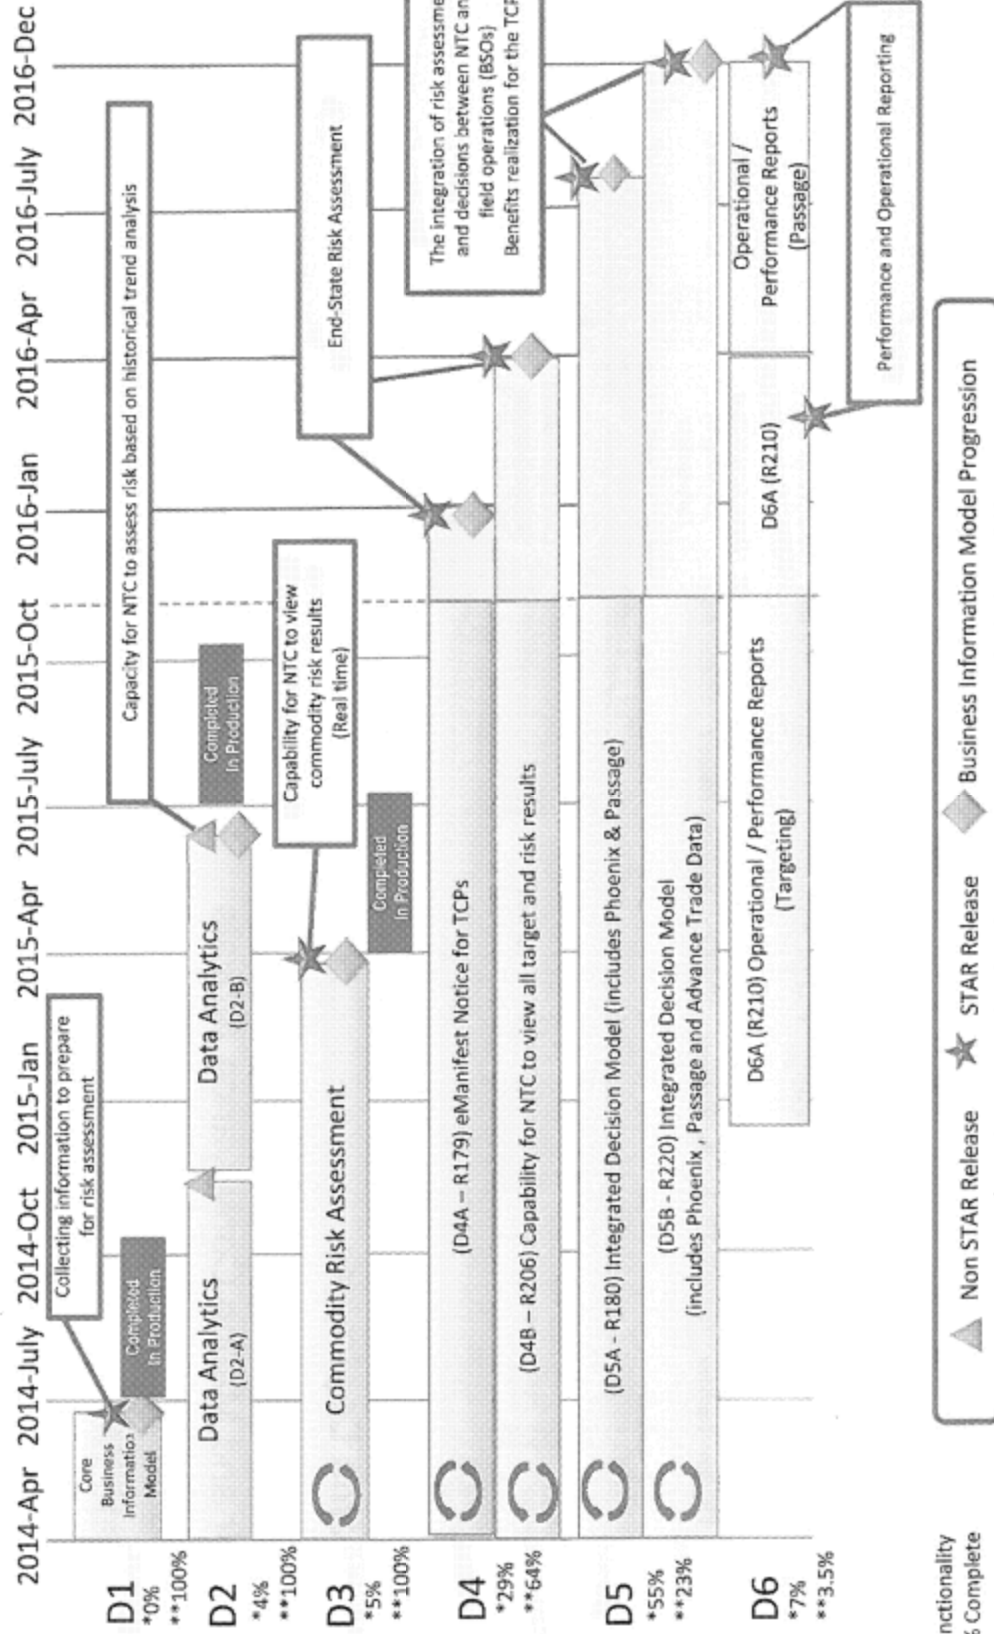 2014-Apr 2014-July 2014-Oct 2015-Jan 2015-Apr 2015-July 2015-Oct 2016-Jan 2016-Apr 2016-July 2016-Dec
D1
*0%
**100%
Core
Business
Information
Model
Completed
In Production
Collecting information to prepare
for risk assessment
D2
*4%
**100%
Data Analytics
(D2-A)
Data Analytics
(D2-B)
Completed
In Production
Capacity for NTC to assess risk based on historical trend analysis
D3
*5%
**100%
Commodity Risk Assessment
Completed
In Production
Capability for NTC to view
commodity risk results
(Real time)
End-State Risk Assessment
D4
*29%
**64%
(D4A – R179) eManifest Notice for TCPs
(D4B – R206) Capability for NTC to view all target and risk results
The integration of risk assessme
and decisions between NTC an
field operations (BSOs)
Benefits realization for the TCP
D5
*55%
**23%
(D5A - R180) Integrated Decision Model (includes Phoenix & Passage)
(D5B - R220) Integrated Decision Model
(includes Phoenix , Passage and Advance Trade Data)
D6
*7%
**3.5%
D6A (R210) Operational / Performance Reports
(Targeting)
D6A (R210)
Operational /
Performance Reports
(Passage)
Performance and Operational Reporting
nctionality
% Complete
Non STAR Release
STAR Release
Business Information Model Progression